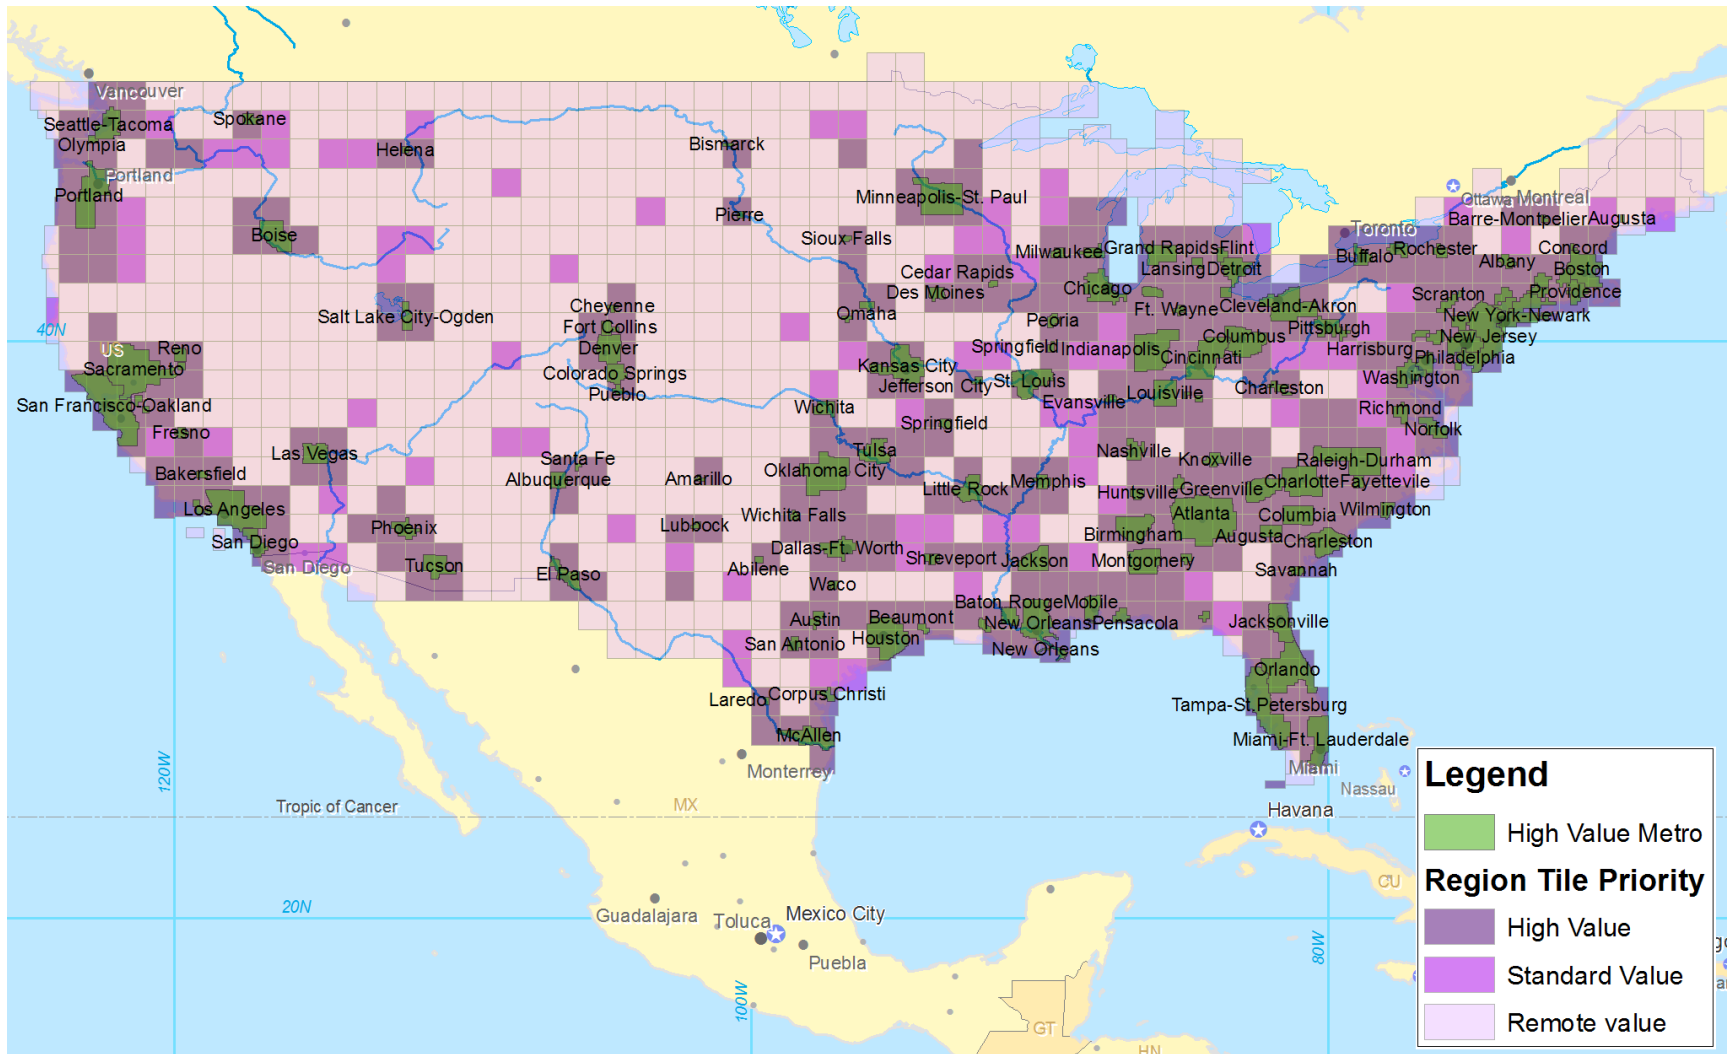 Vancouver
Seattle-Tacoma
Spokane
Olympia
Helena
Bismarck
Portland
Portland
Minneapolis-St. Paul
Ottawa
Montreal
Pierre
Barre-Montpelier
Augusta
Toronto
Boise
Sioux Falls
Milwaukee
Grand Rapids
Flint
Buffalo
Rochester
Concord
Albany
Boston
Cedar Rapids
Lansing
Detroit
Des Moines
Chicago
Scranton
Providence
Salt Lake City-Ogden
Cheyenne
Omaha
Ft. Wayne
Cleveland-Akron
New York-Newark
40N
Fort Collins
Peoria
Pittsburgh
US
Reno
Denver
Springfield
Indianapolis
Columbus
Harrisburg
New Jersey
Sacramento
Cincinnati
Philadelphia
Colorado Springs
Kansas City
Jefferson City
St. Louis
Washington
Pueblo
Charleston
San Francisco-Oakland
Wichita
Evansville
Louisville
Richmond
Fresno
Springfield
Norfolk
Las Vegas
Santa Fe
Tulsa
Nashville
Knoxville
Raleigh-Durham
Bakersfield
Albuquerque
Amarillo
Oklahoma City
Little Rock
Memphis
Huntsville
Greenville
Charlotte
Fayettevile
Los Angeles
Phoenix
Lubbock
Wichita Falls
Atlanta
Columbia
Wilmington
San Diego
Birmingham
Augusta
Charleston
San Diego
Tucson
El Paso
Abilene
Dallas-Ft. Worth
Shreveport
Jackson
Montgomery
Savannah
Waco
Austin
Beaumont
Baton Rouge
Mobile
San Antonio
Houston
New Orleans
Pensacola
Jacksonville
New Orleans
Orlando
Laredo
Corpus Christi
Tampa-St.Petersburg
McAllen
Miami-Ft. Lauderdale
120W
Monterrey
Miami
Nassau
Tropic of Cancer
MX
Havana
CU
20N
Guadalajara
Toluca
Mexico City
Puebla
80W
100W
GT
HN
Legend
High Value Metro
Region Tile Priority
High Value
Standard Value
Remote value